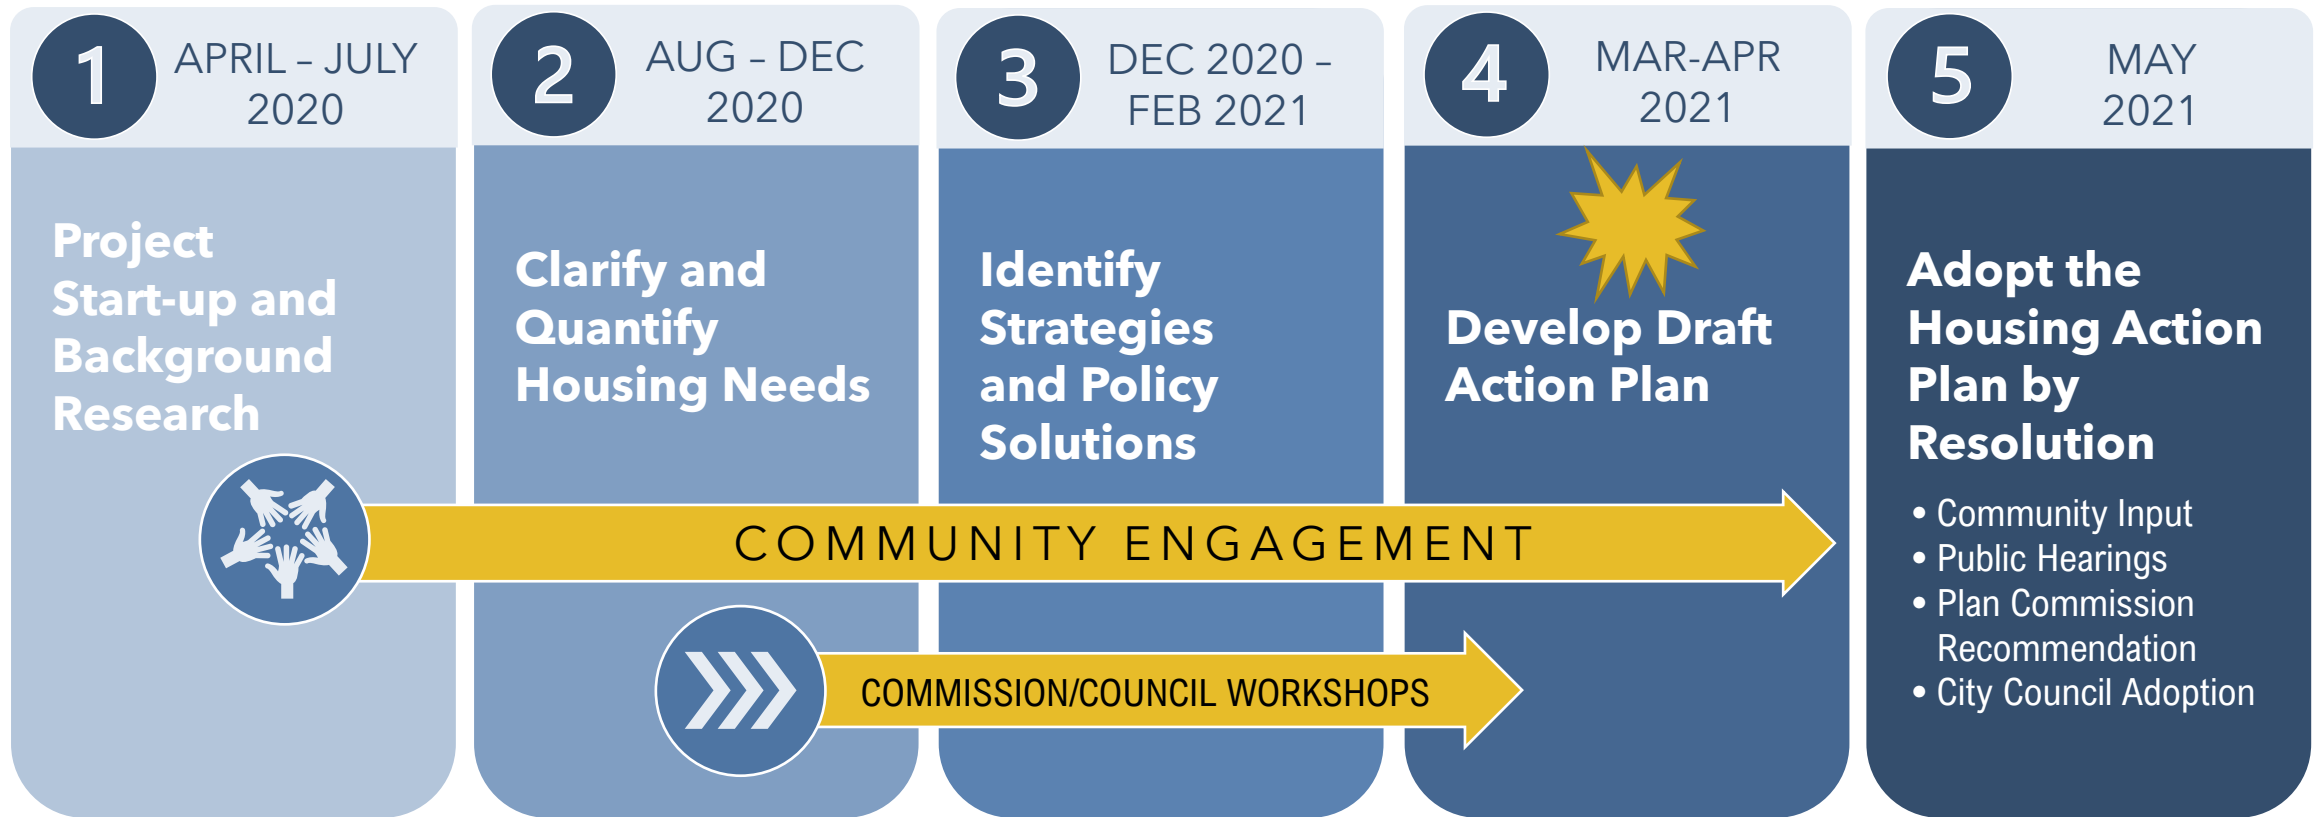 1
APRIL – JULY
2020
Project
Start-up and
Background
Research
2
AUG – DEC
2020
Clarify and
Quantify
Housing Needs
3
DEC 2020 –
FEB 2021
Identify
Strategies
and Policy
Solutions
4
MAR-APR
2021
Develop Draft
Action Plan
5
MAY
2021
Adopt the
Housing Action
Plan by
Resolution
• Community Input
• Public Hearings
• Plan Commission
Recommendation
• City Council Adoption
COMMUNITY ENGAGEMENT
COMMISSION/COUNCIL WORKSHOPS